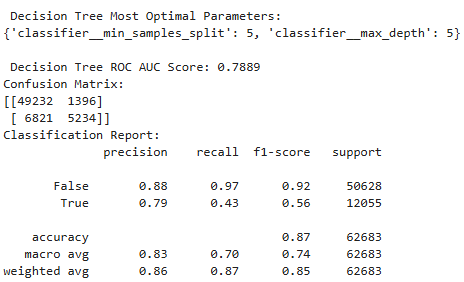 Decision Tree Most Optimal Parameters:
{'classifier__min_samples_split': 5, 'classifier__max_depth': 5}
Decision Tree ROC AUC Score: 0.7889
Confusion Matrix:
[[49232 1396]
[ 6821 5234]]
Classification Report:
precision recall f1-score support
False 0.88 0.97 0.92 50628
True 0.79 0.43 0.56 12055
accuracy 0.87 62683
macro avg 0.83 0.70 0.74 62683
weighted avg 0.86 0.87 0.85 62683